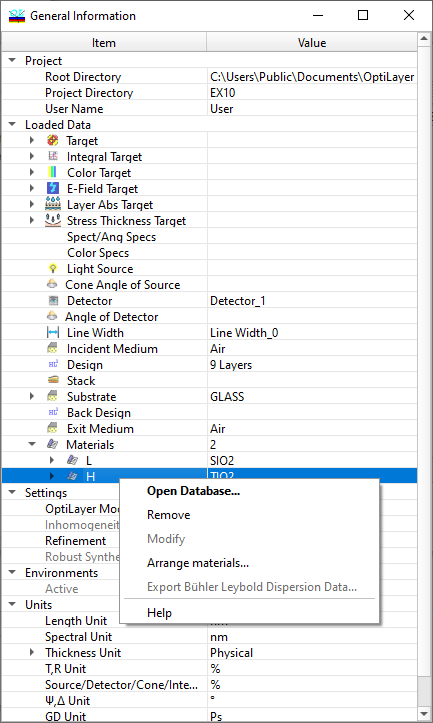 General Information
Item Value
Project
Root Directory C:\Users\Public\Documents\OptiLayer
Project Directory EX10
User Name User
Loaded Data
Target
Integral Target
Color Target
E-Field Target
Layer Abs Target
Stress Thickness Target
Spect/Ang Specs
Color Specs
Light Source
Cone Angle of Source
Detector Detector_1
Angle of Detector
Line Width Line Width_0
Incident Medium Air
Design 9 Layers
Stack
Substrate GLASS
Back Design
Exit Medium Air
Materials 2
L SIO2
H TIO2
Settings
Open Database...
OptiLayer Mod
Remove
Inhomogeneit
Refinement
Modify
Robust Synthe
Arrange materials...
Environments
Active
Export Bühler Leybold Dispersion Data...
Units
Help
Length Unit nm
Spectral Unit nm
Thickness Unit Physical
T,R Unit %
Source/Detector/Cone/Inte... %
Ψ,Δ Unit °
GD Unit Ps